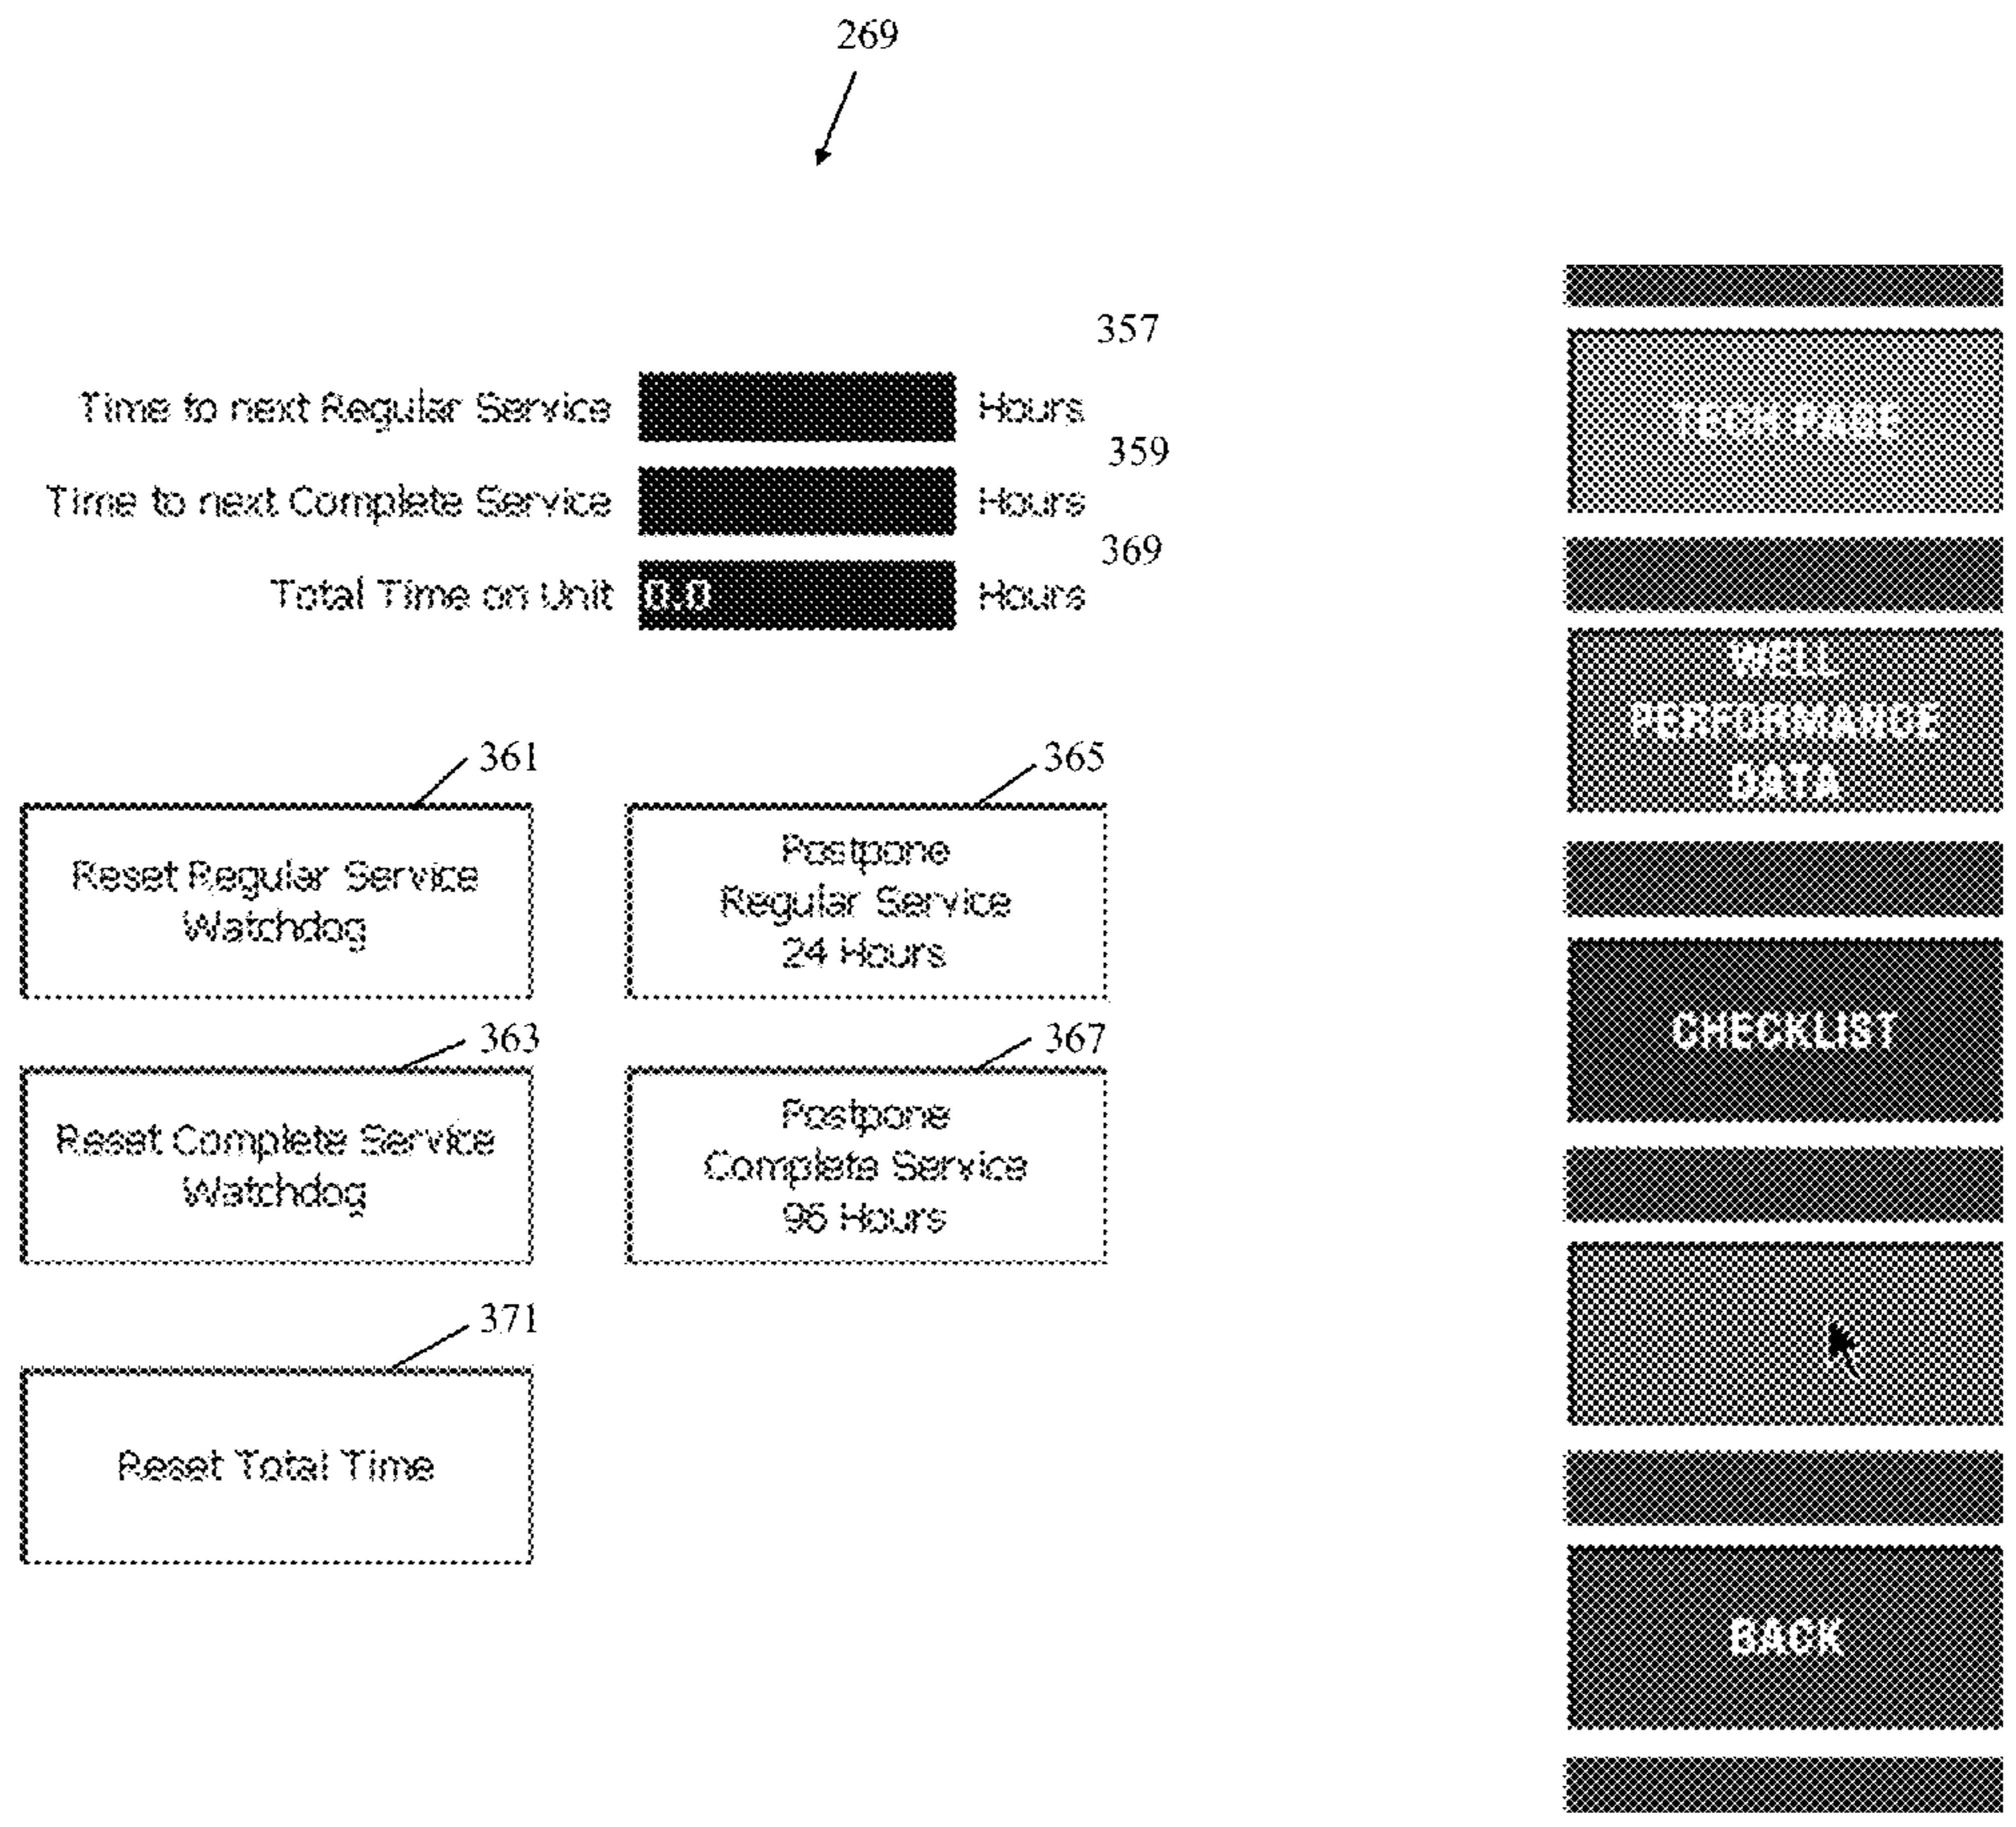 269
357
Time to next Regular Service Hours
359
Time to next Complete Service Hours
369
Total Time on Unit 0.0 Hours
361
Reset Regular Service
Watchdog
365
Postpone
Regular Service
24 Hours
363
Reset Complete Service
Watchdog
367
Postpone
Complete Service
96 Hours
371
Reset Total Time
TECH PAGE
WELL
PERFORMANCE
DATA
CHECKLIST
BACK